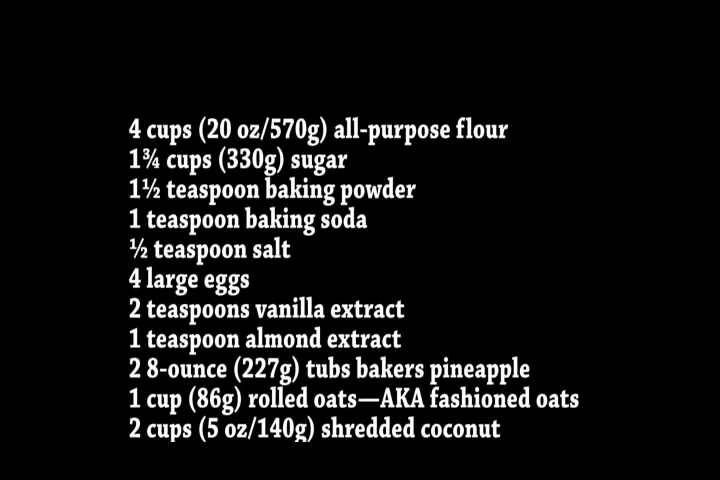 4 cups (20 oz/570g) all-purpose flour
1¾ cups (330g) sugar
1½ teaspoon baking powder
1 teaspoon baking soda
½ teaspoon salt
4 large eggs
2 teaspoons vanilla extract
1 teaspoon almond extract
2 8-ounce (227g) tubs bakers pineapple
1 cup (86g) rolled oats—AKA fashioned oats
2 cups (5 oz/140g) shredded coconut